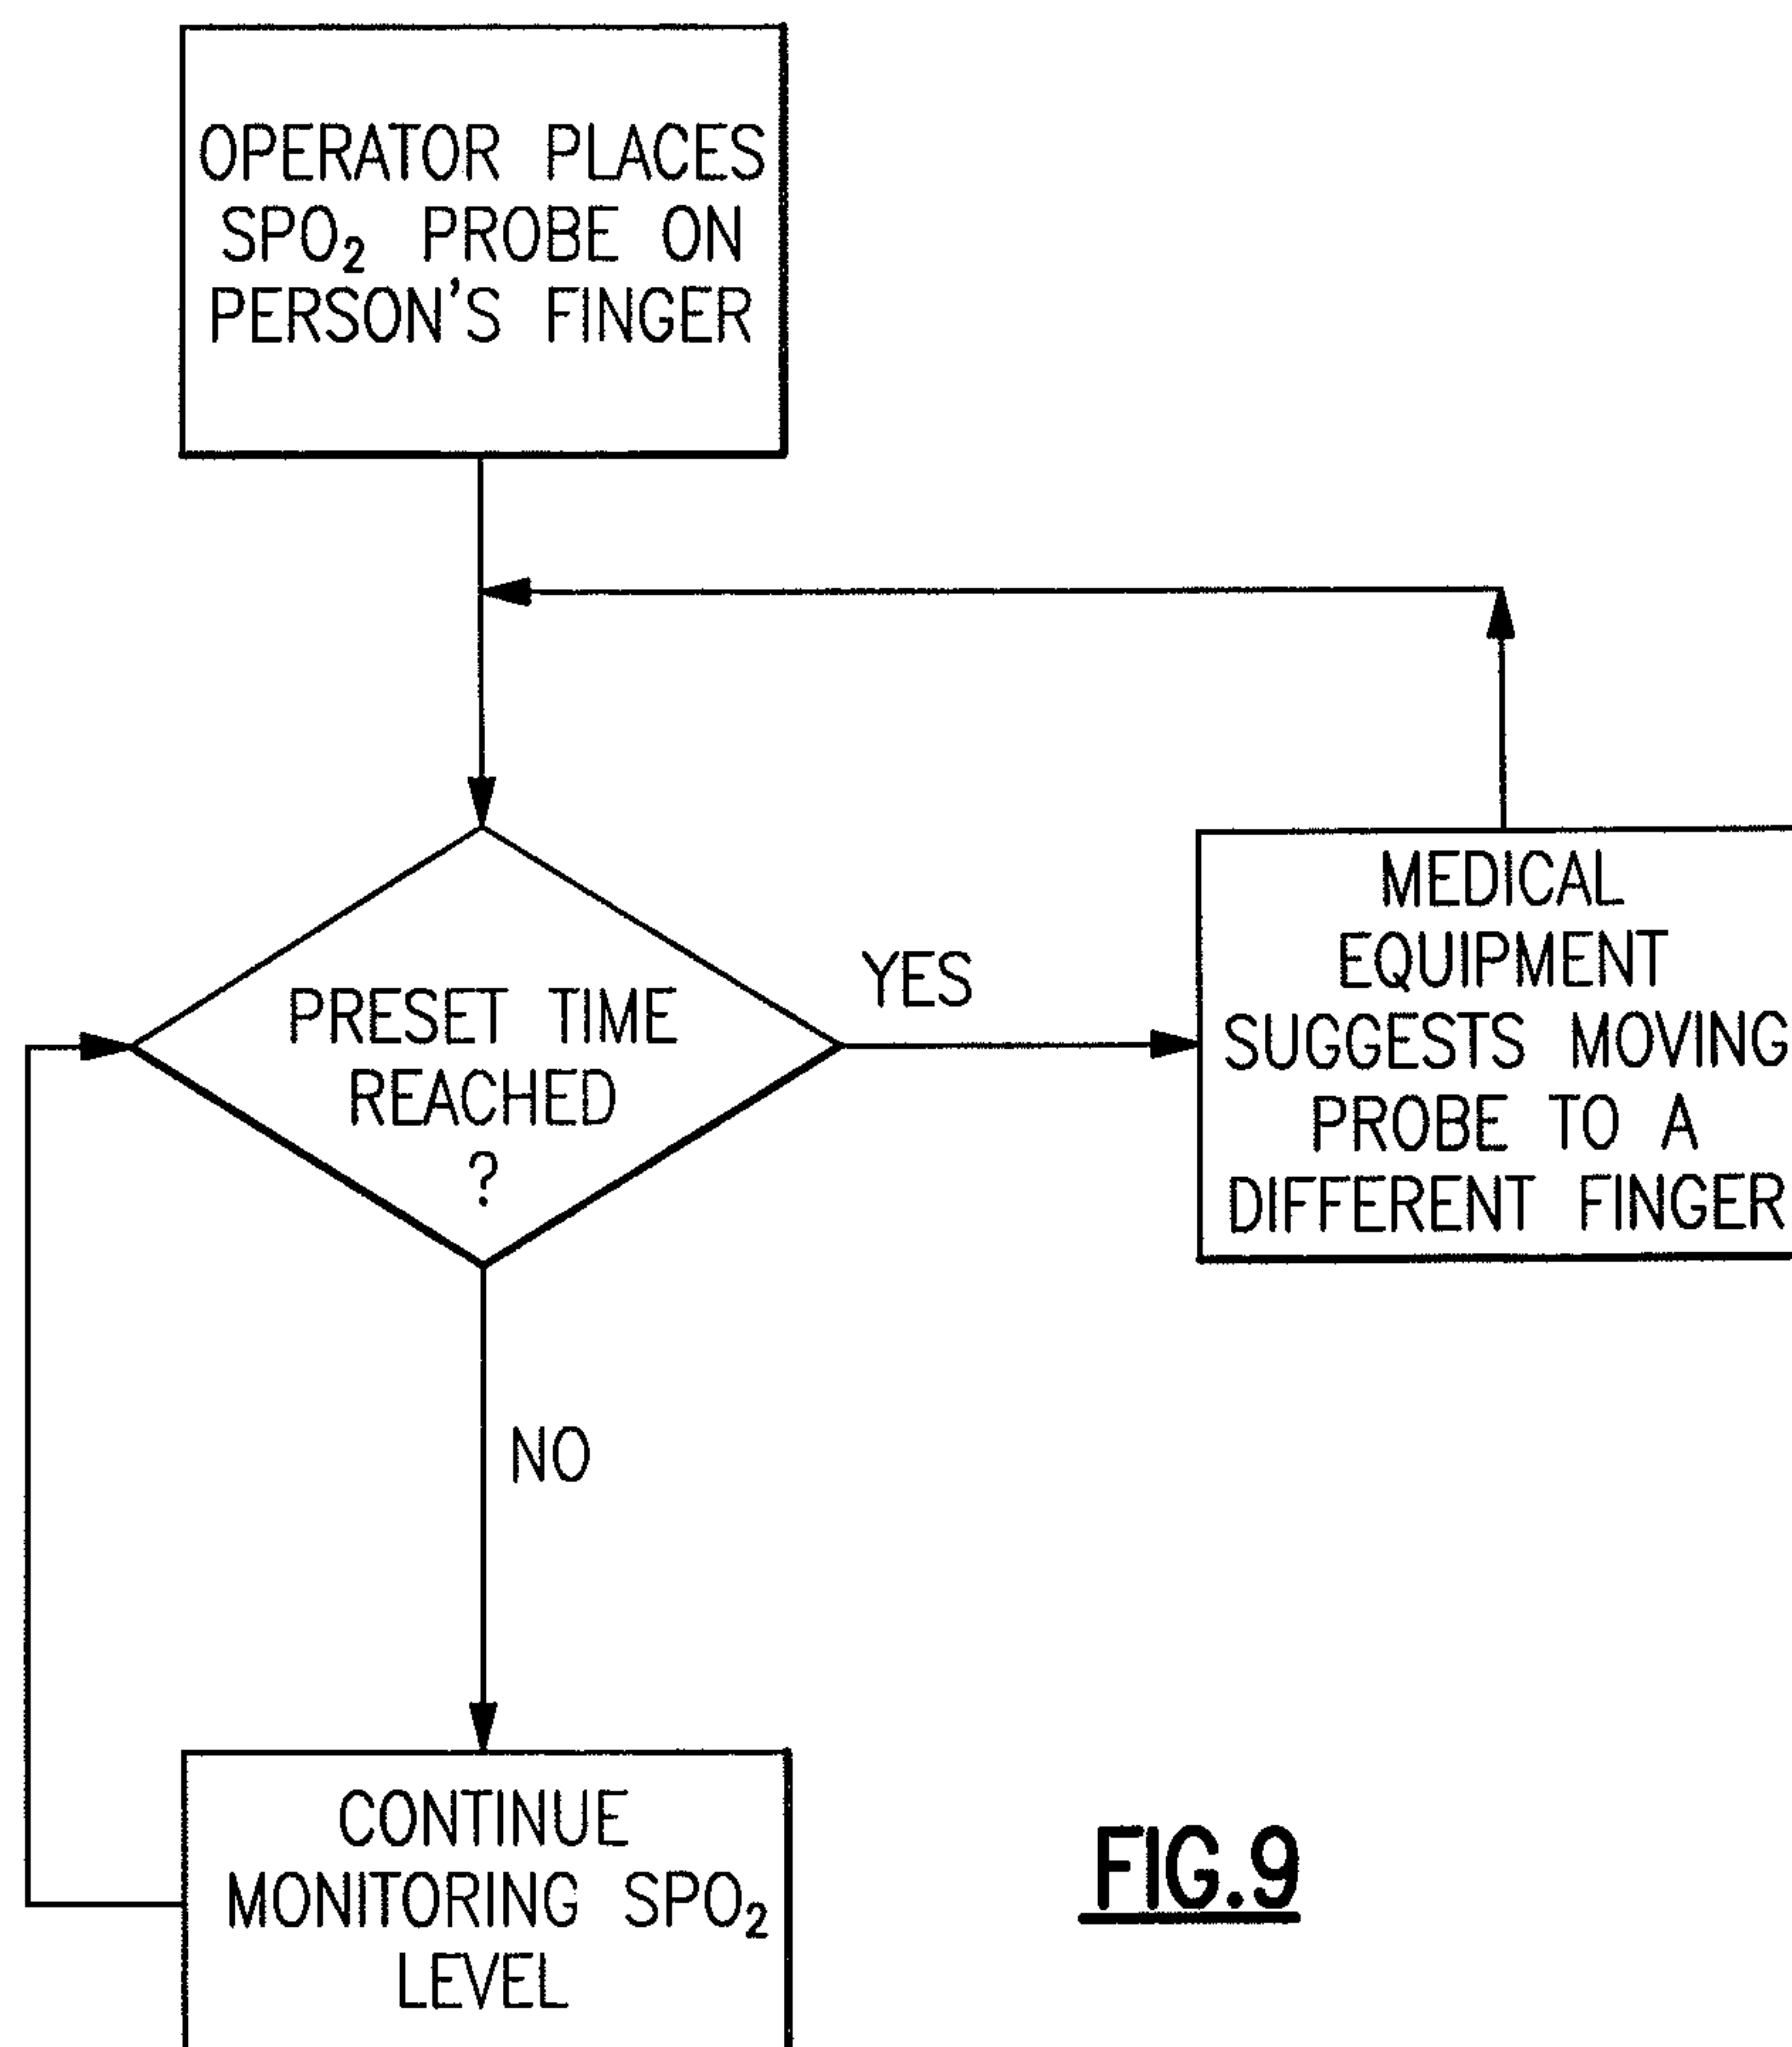 OPERATOR PLACES
SPO₂ PROBE ON
PERSON'S FINGER
PRESET TIME
REACHED
?
YES
MEDICAL
EQUIPMENT
SUGGESTS MOVING
PROBE TO A
DIFFERENT FINGER
NO
CONTINUE
MONITORING SPO₂
LEVEL
FIG.9